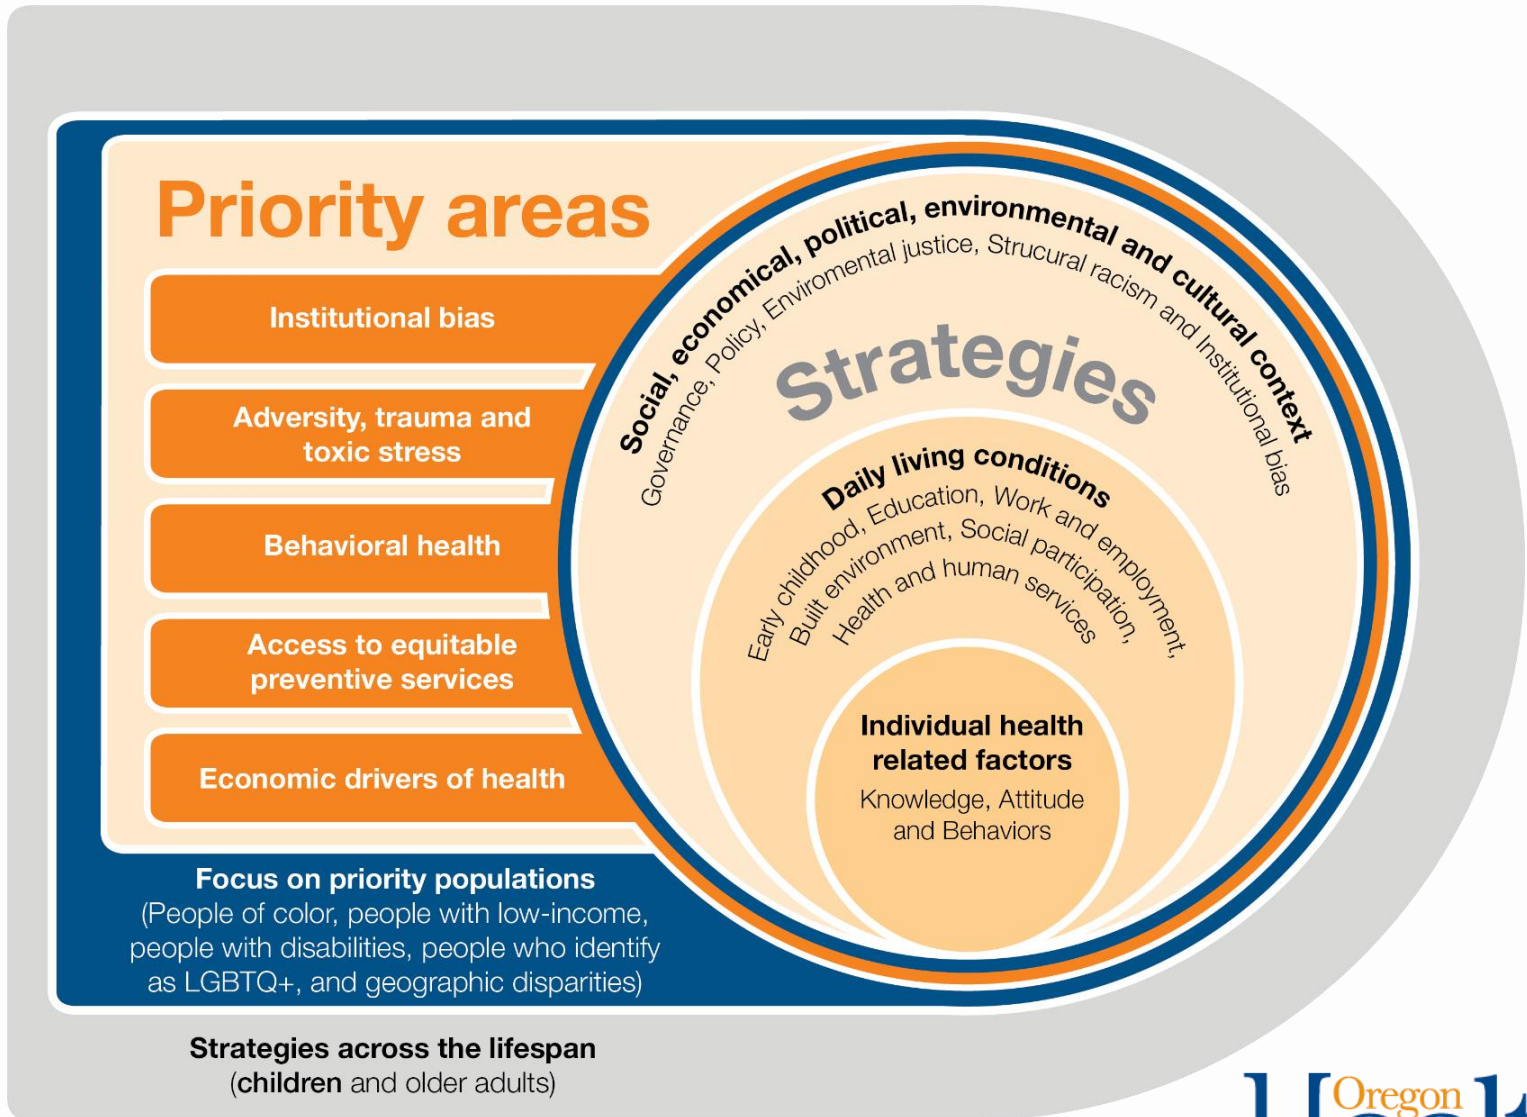 Priority areas
Institutional bias
Adversity, trauma and
toxic stress
Behavioral health
Access to equitable
preventive services
Economic drivers of health
Social, economical, political, environmental and cultural context
Governance, Policy, Enviromental justice, Strucural racism and Institutional bias
Strategies
Daily living conditions
Early childhood, Education, Work and employment,
Built environment, Social participation,
Health and human services
Individual health
related factors
Knowledge, Attitude
and Behaviors
Focus on priority populations
(People of color, people with low-income,
people with disabilities, people who identify
as LGBTQ+, and geographic disparities)
Strategies across the lifespan
(children and older adults)
Oregon